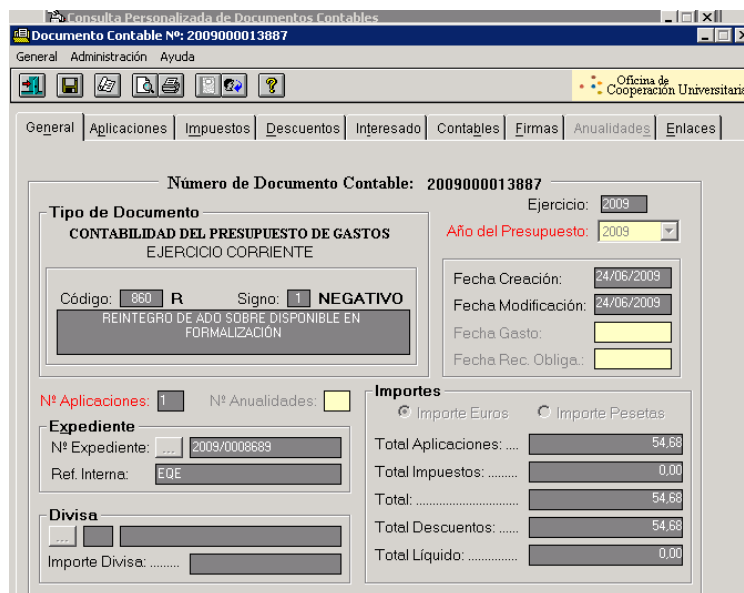 Consulta Personalizada de Documentos Contables
Documento Contable Nº: 2009000013887
General Administración Ayuda
Oficina de
Cooperación Universitaria
General Aplicaciones Impuestos Descuentos Interesado Contables Firmas Anualidades Enlaces
Número de Documento Contable: 2009000013887
Ejercicio: 2009
Tipo de Documento
Año del Presupuesto: 2009
CONTABILIDAD DEL PRESUPUESTO DE GASTOS
EJERCICIO CORRIENTE
Fecha Creación: 24/06/2009
Código: 860 R Signo: 1 NEGATIVO
Fecha Modificación: 24/06/2009
REINTEGRO DE ADO SOBRE DISPONIBLE EN
FORMALIZACIÓN
Fecha Gasto:
Fecha Rec. Obliga.:
Nº Aplicaciones: 1 Nº Anualidades:
Importes
Importe Euros Importe Pesetas
Expediente
Nº Expediente: ... 2009/0008689
Total Aplicaciones: .... 54,68
Ref. Interna: EQE
Total Impuestos: ......... 0,00
Total: ............................. 54,68
Divisa
...
Total Descuentos: ...... 54,68
Importe Divisa: .........
Total Líquido: .............. 0,00